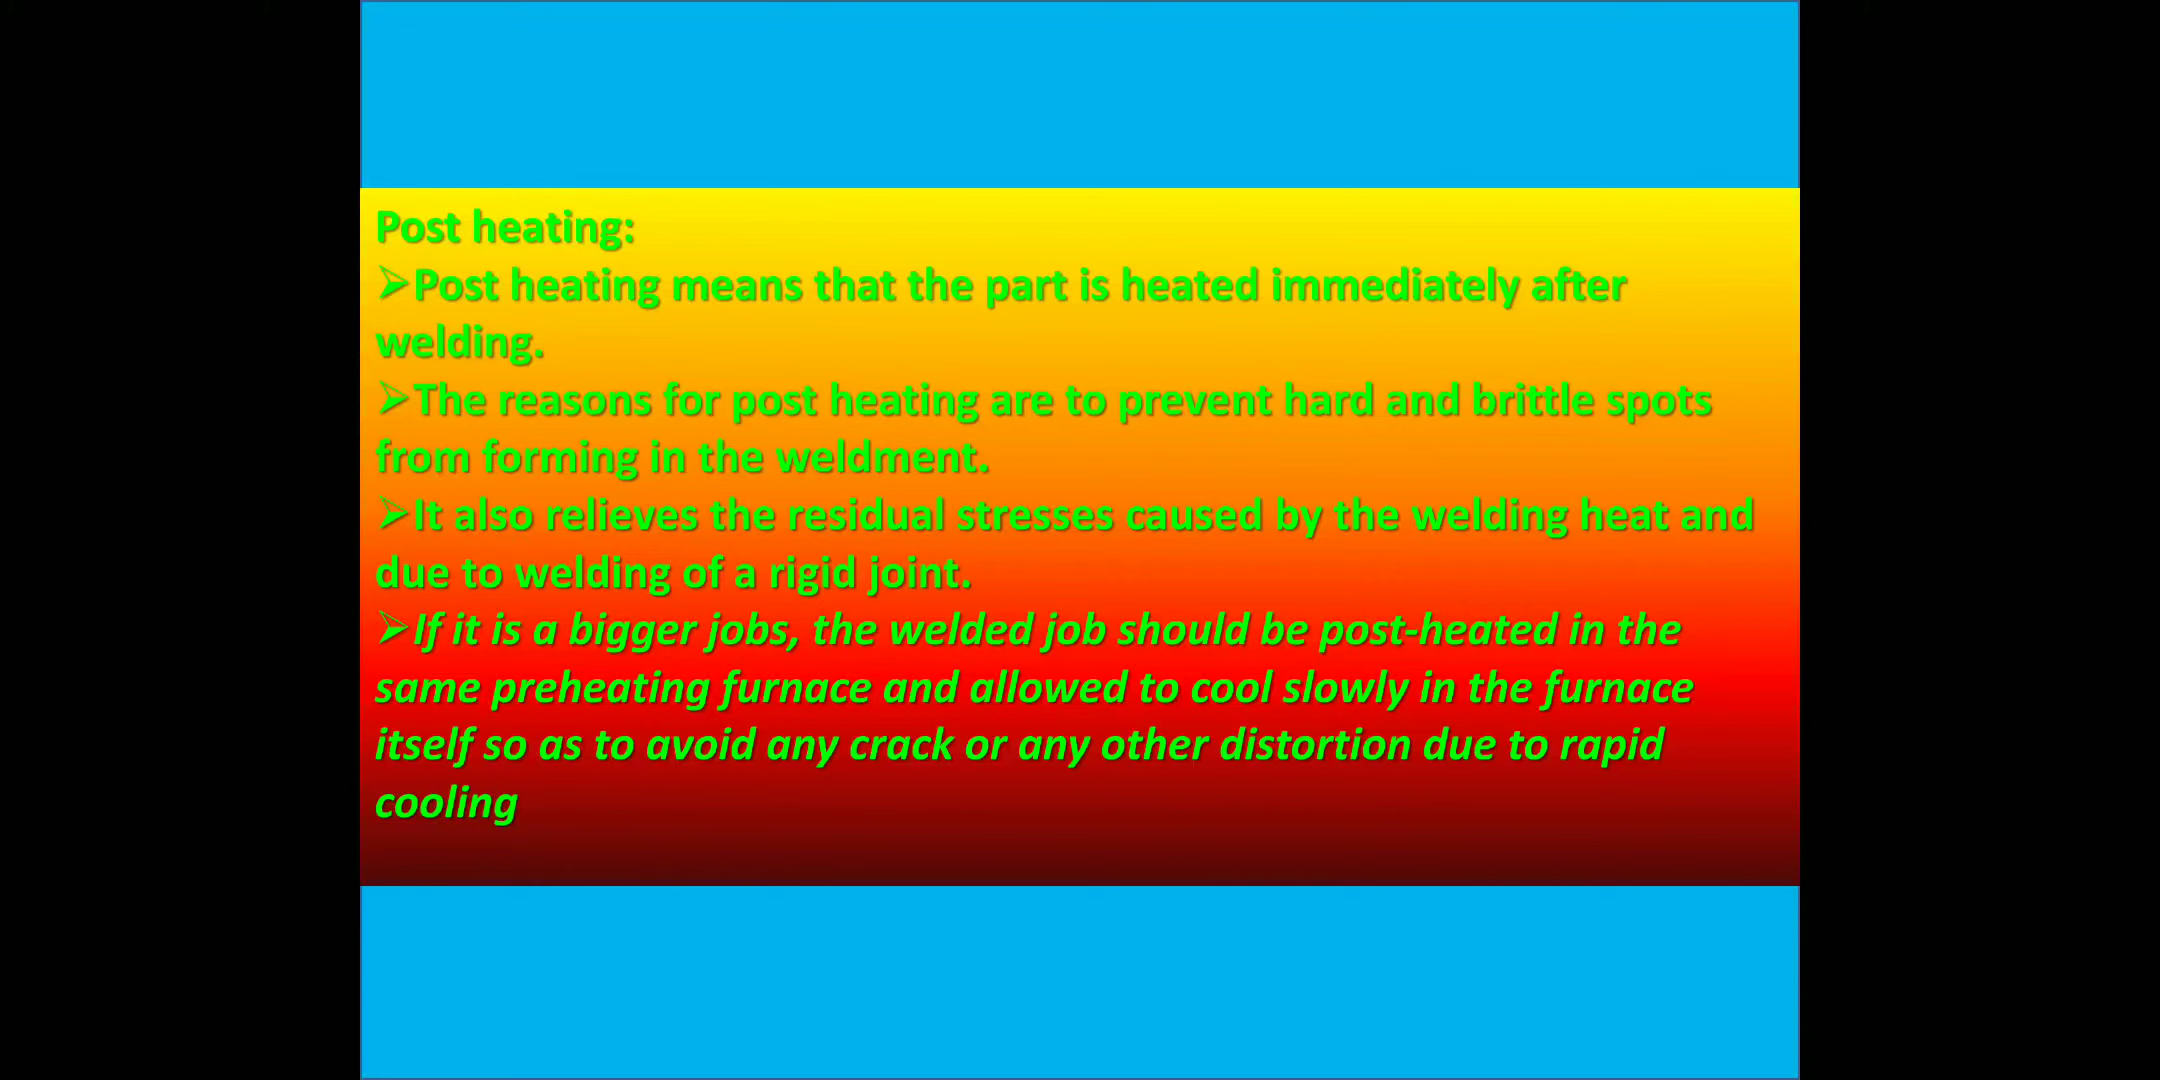 Post heating:
➢Post heating means that the part is heated immediately after
welding.
➢The reasons for post heating are to prevent hard and brittle spots
from forming in the weldment.
➢It also relieves the residual stresses caused by the welding heat and
due to welding of a rigid joint.
➢If it is a bigger jobs, the welded job should be post-heated in the
same preheating furnace and allowed to cool slowly in the furnace
itself so as to avoid any crack or any other distortion due to rapid
cooling